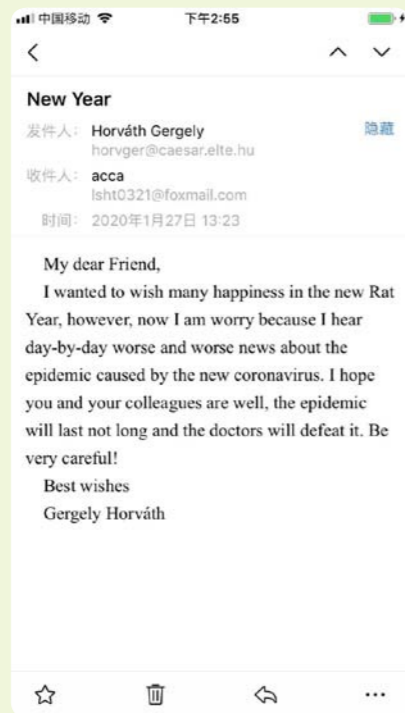 中国移动 下午2:55
New Year
发件人： Horváth Gergely 隐藏
horvger@caesar.elte.hu
收件人： acca
lsht0321@foxmail.com
时间： 2020年1月27日 13:23
My dear Friend,
I wanted to wish many happiness in the new Rat
Year, however, now I am worry because I hear
day-by-day worse and worse news about the
epidemic caused by the new coronavirus. I hope
you and your colleagues are well, the epidemic
will last not long and the doctors will defeat it. Be
very careful!
Best wishes
Gergely Horváth